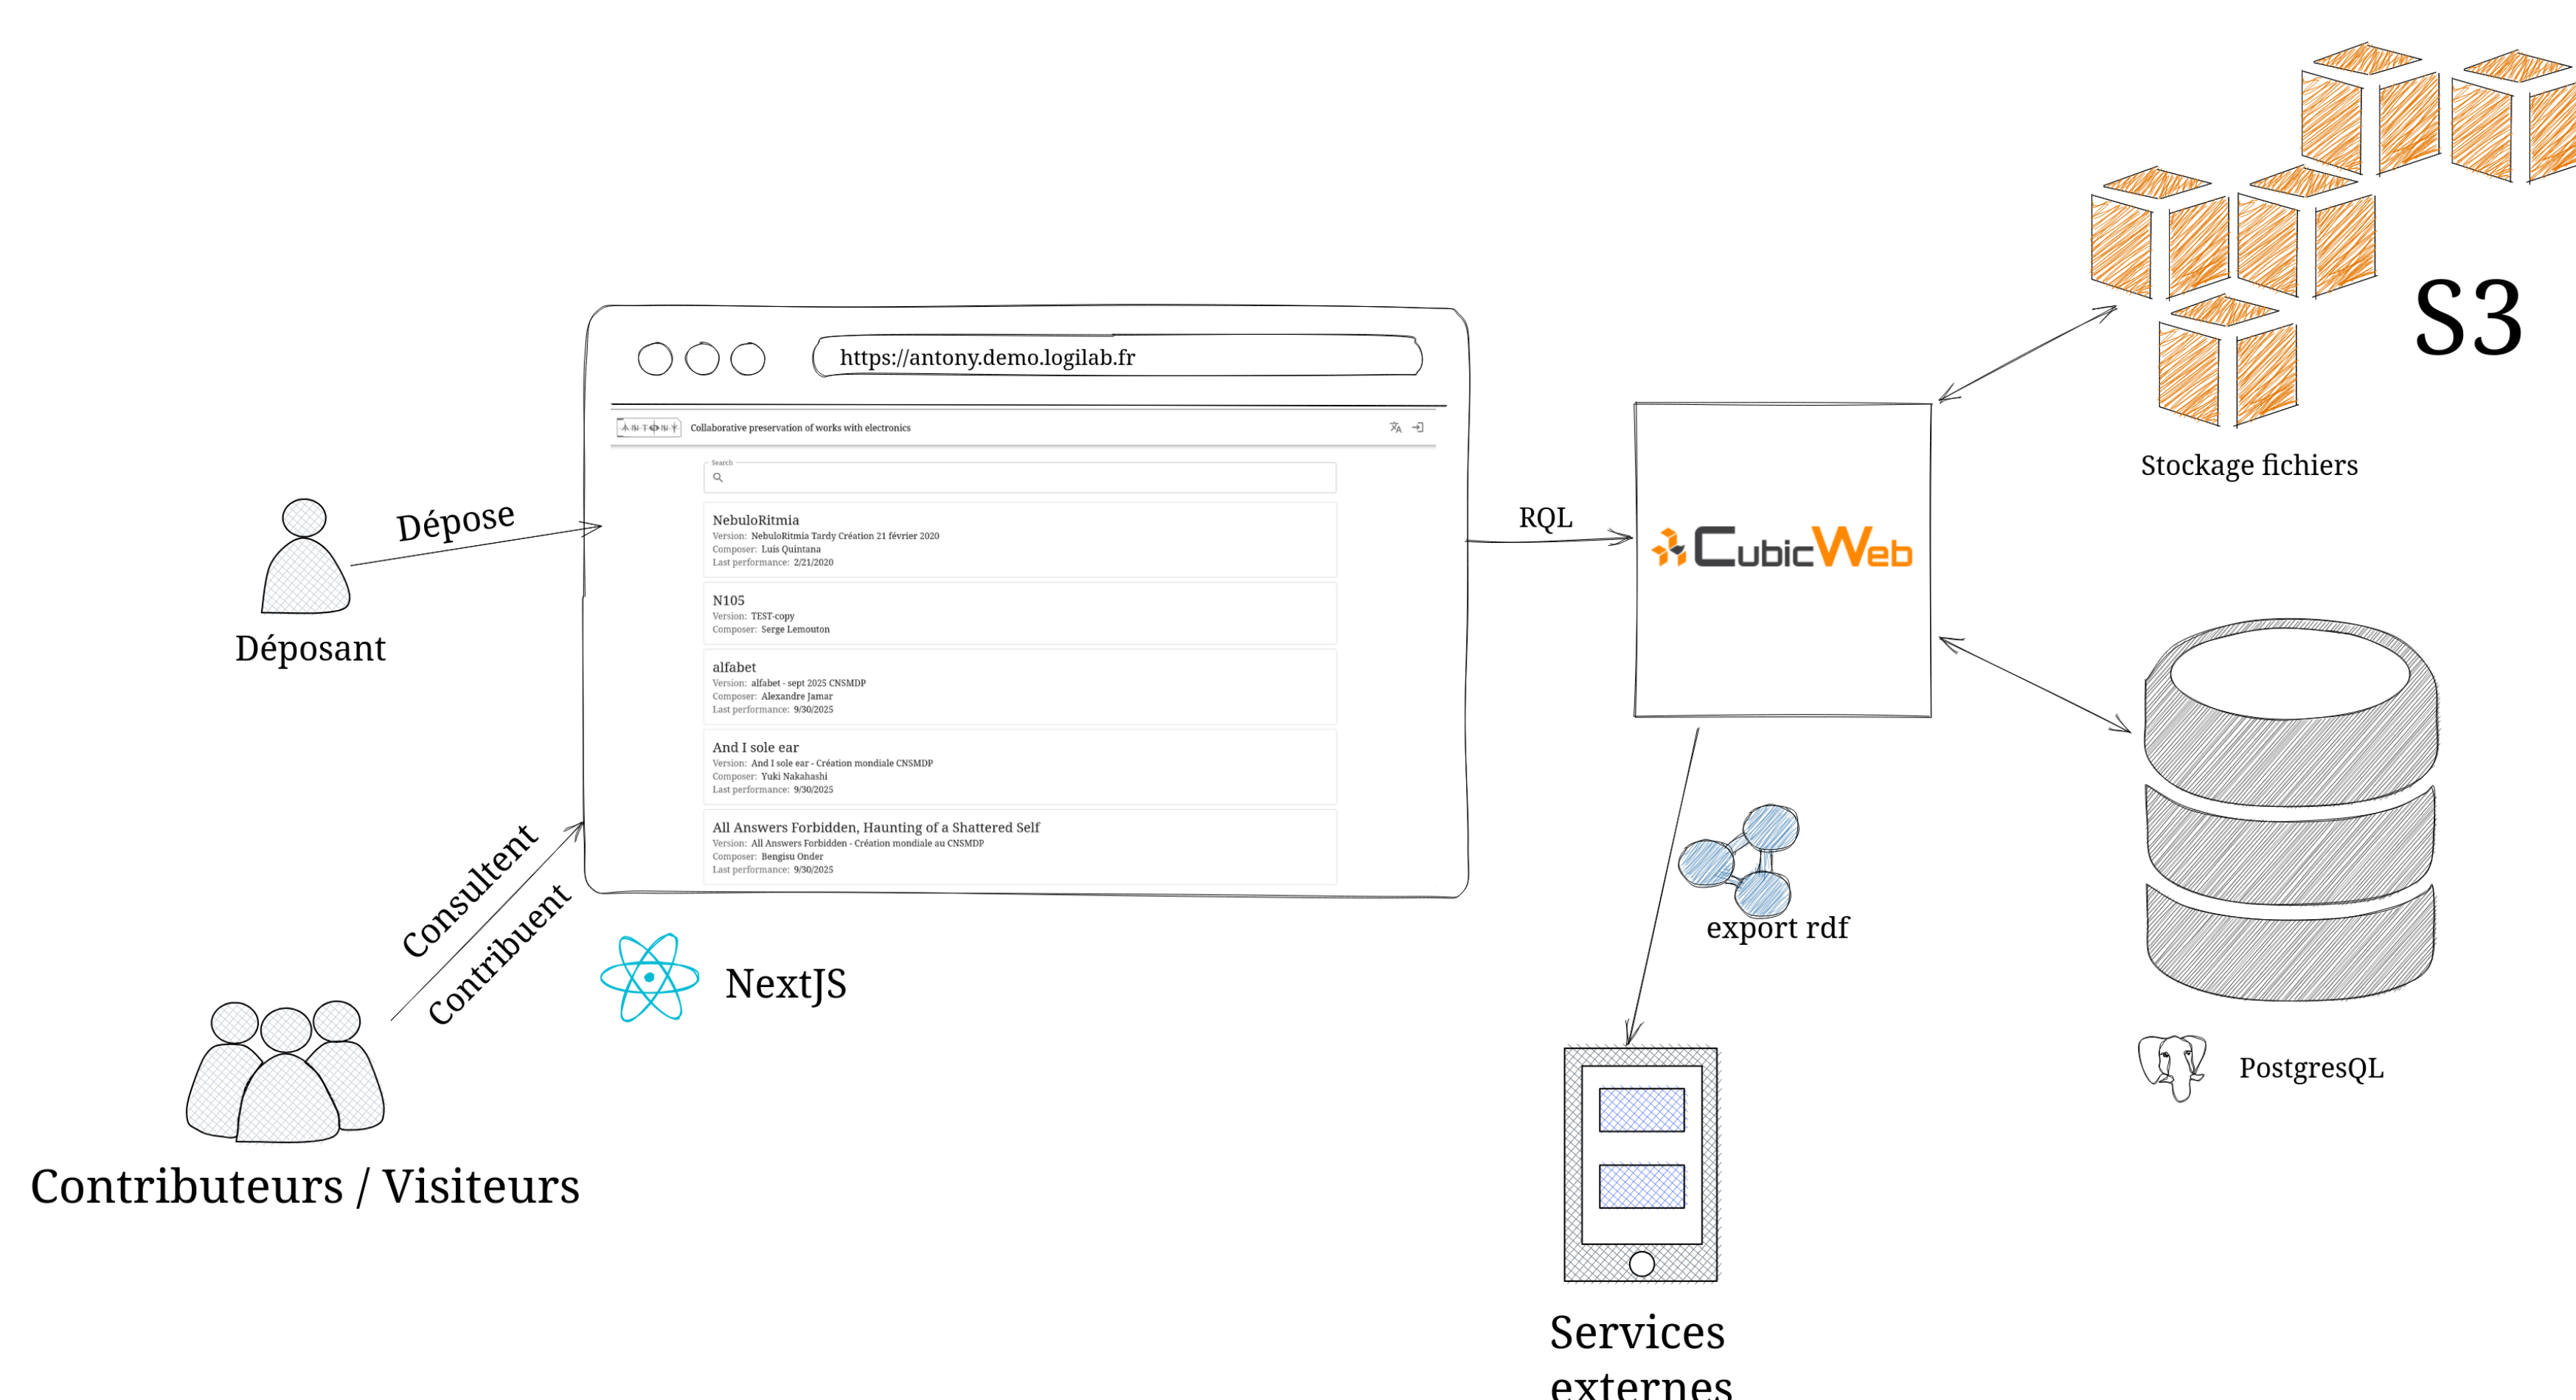 S3
https://antony.demo.logilab.fr
ANTONY
Collaborative preservation of works with electronics
Search
Stockage fichiers
Dépose
Déposant
NebuloRitmia
Version: NebuloRitmia Tardy Création 21 février 2020
Composer: Luis Quintana
Last performance: 2/21/2020
N105
Version: TEST-copy
Composer: Serge Lemouton
alfabet
Version: alfabet - sept 2025 CNSMDP
Composer: Alexandre Jamar
Last performance: 9/30/2025
And I sole ear
Version: And I sole ear - Création mondiale CNSMDP
Composer: Yuki Nakahashi
Last performance: 9/30/2025
All Answers Forbidden, Haunting of a Shattered Self
Version: All Answers Forbidden - Création mondiale au CNSMDP
Composer: Bengisu Onder
Last performance: 9/30/2025
RQL
CubicWeb
Consultent
Contribuent
export rdf
NextJS
PostgresQL
Contributeurs / Visiteurs
Services
externes